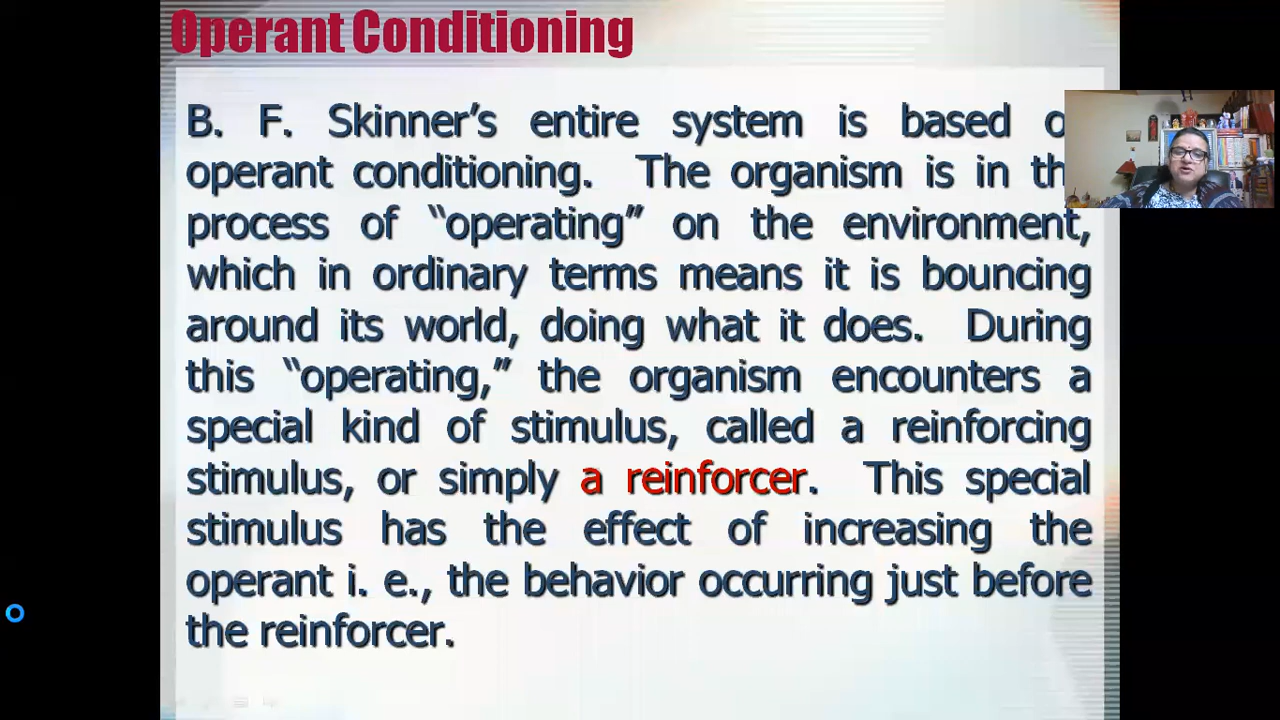 Operant Conditioning
B. F. Skinner’s entire system is based
operant conditioning. The organism is in
process of “operating” on the environment,
which in ordinary terms means it is bouncing
around its world, doing what it does. During
this “operating,” the organism encounters a
special kind of stimulus, called a reinforcing
stimulus, or simply a reinforcer. This special
stimulus has the effect of increasing the
operant i. e., the behavior occurring just before
the reinforcer.